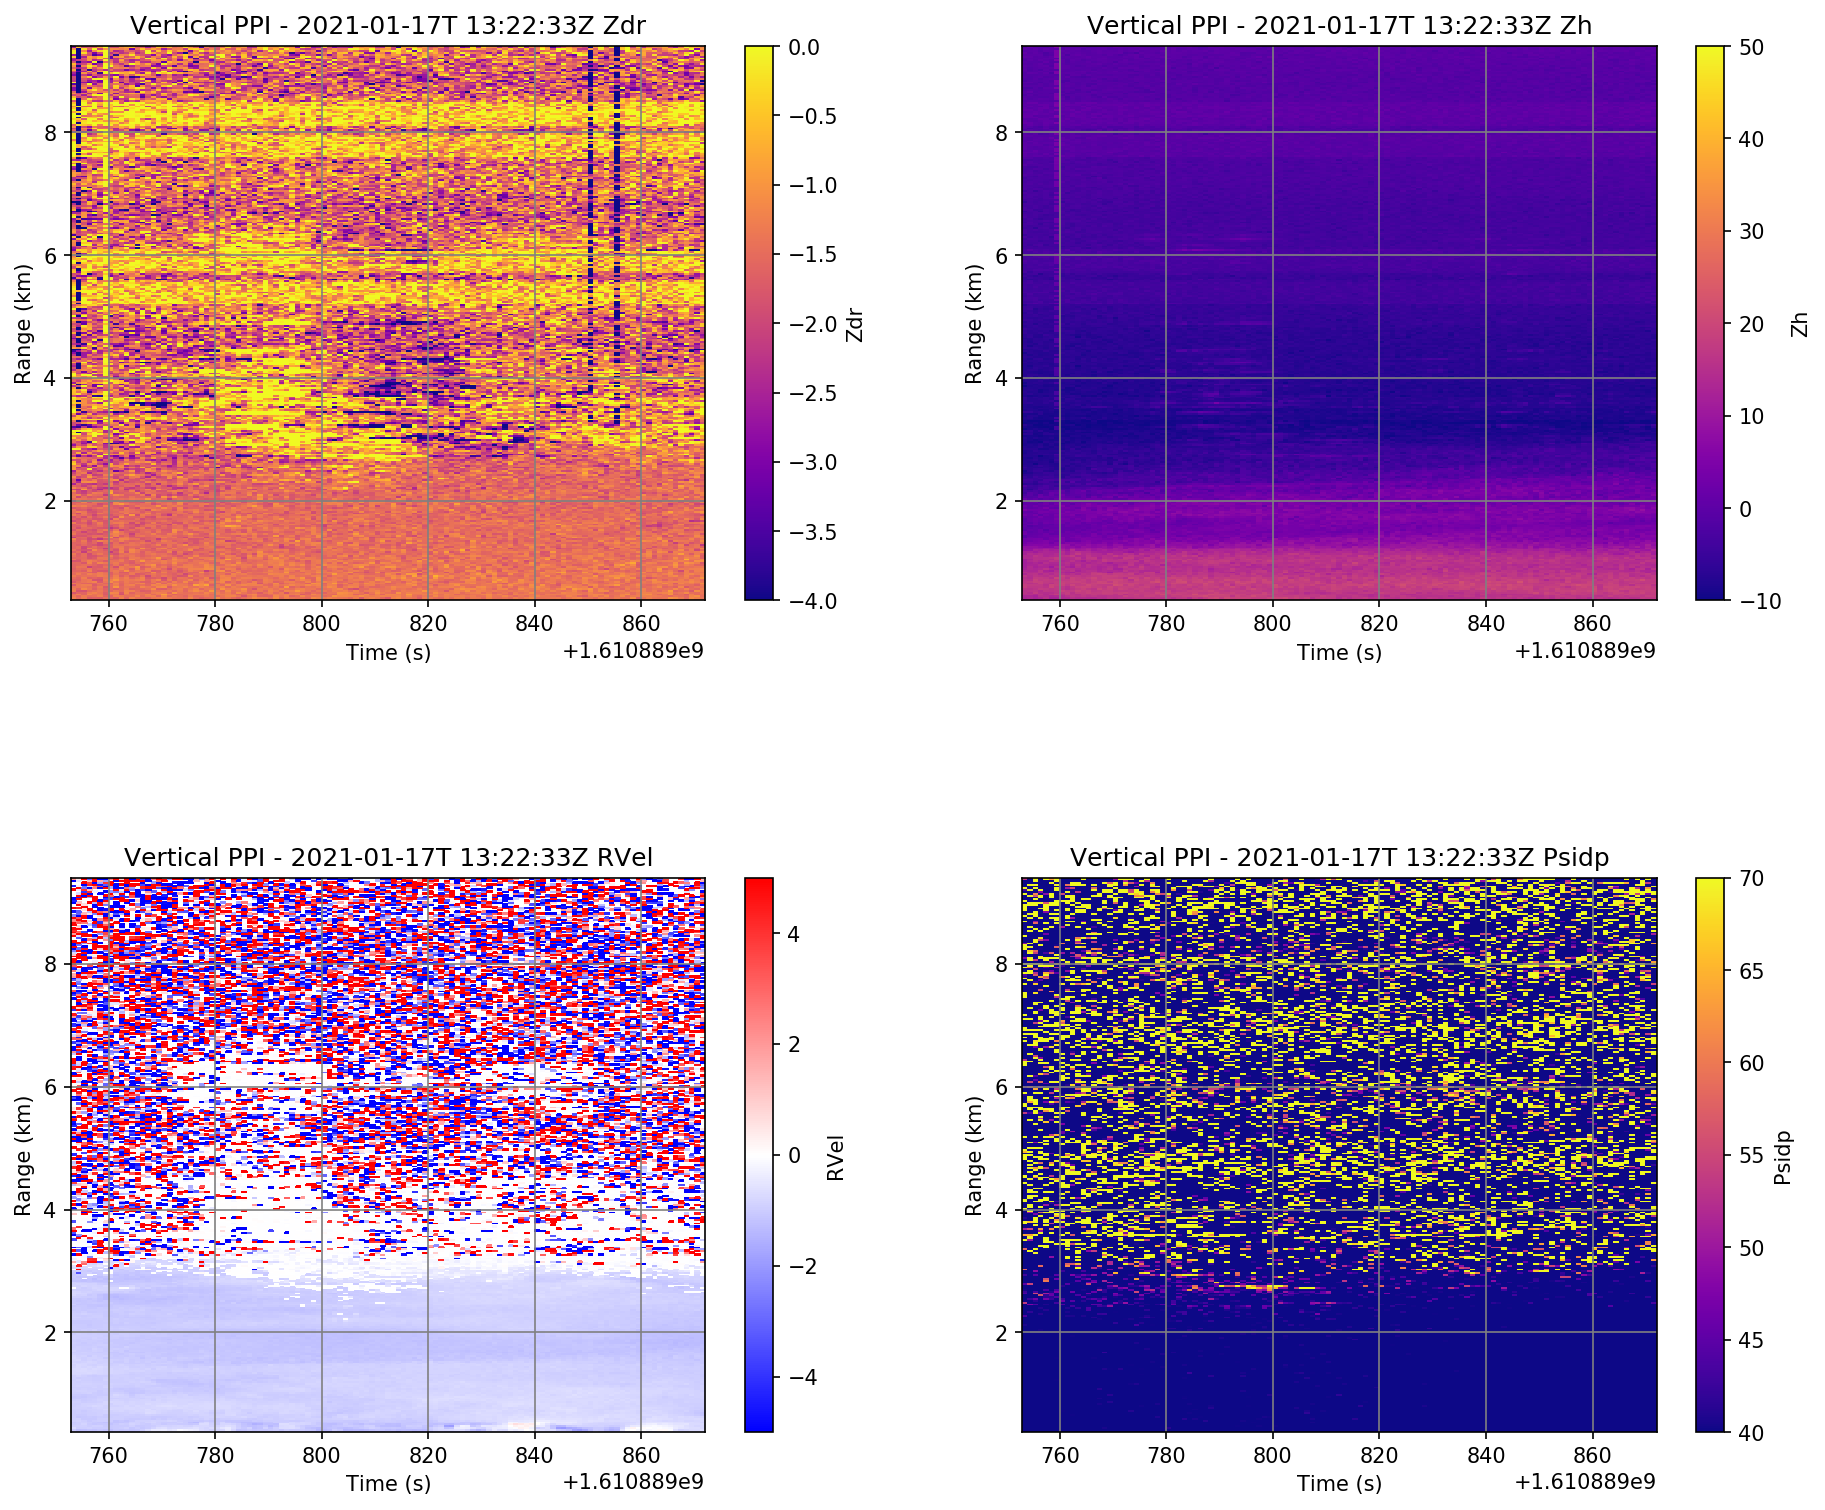 Vertical PPI - 2021-01-17T 13:22:33Z Zdr
Range (km)
8
6
4
2
760 780 800 820 840 860
Time (s)
+1.610889e9
0.0
−0.5
−1.0
−1.5
−2.0
−2.5
−3.0
−3.5
−4.0
Zdr
Vertical PPI - 2021-01-17T 13:22:33Z Zh
Range (km)
8
6
4
2
760 780 800 820 840 860
Time (s)
+1.610889e9
50
40
30
20
10
0
−10
Zh
Vertical PPI - 2021-01-17T 13:22:33Z RVel
Range (km)
8
6
4
2
760 780 800 820 840 860
Time (s)
+1.610889e9
4
2
0
−2
−4
RVel
Vertical PPI - 2021-01-17T 13:22:33Z Psidp
Range (km)
8
6
4
2
760 780 800 820 840 860
Time (s)
+1.610889e9
70
65
60
55
50
45
40
Psidp